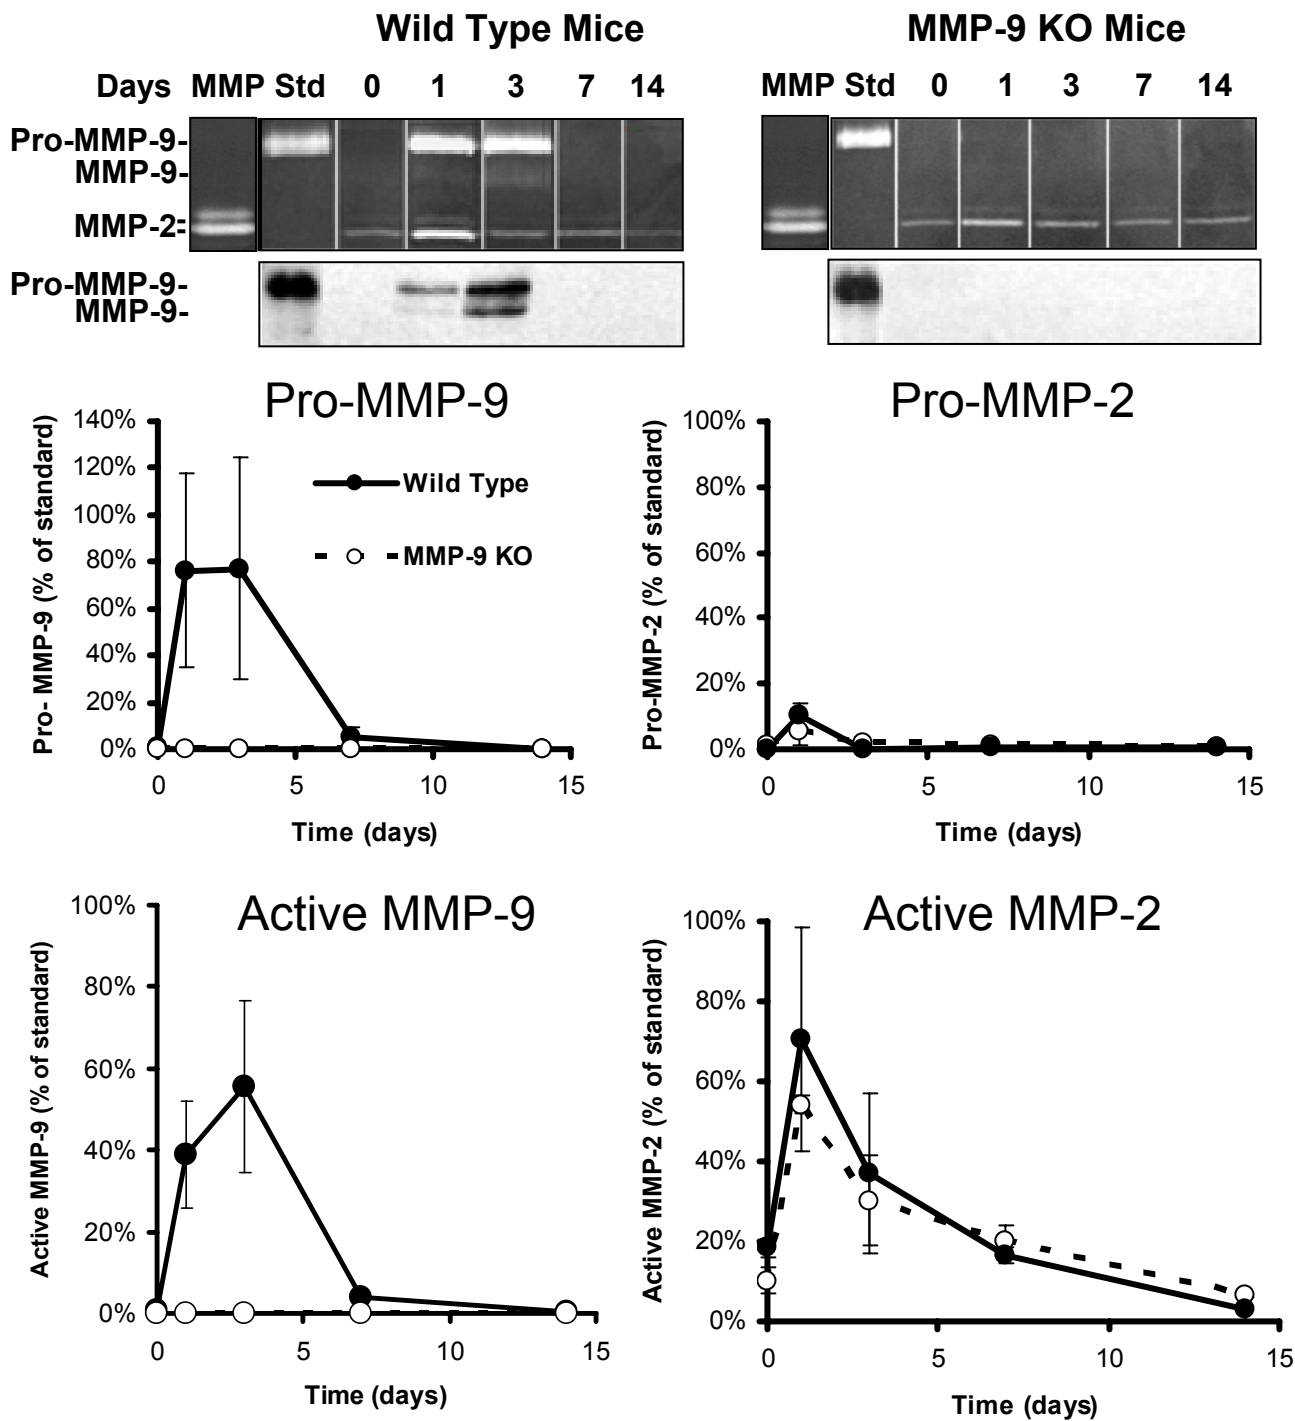 Wild Type Mice
MMP-9 KO Mice
Days MMP Std 0 1 3 7 14
MMP Std 0 1 3 7 14
Pro-MMP-9-
MMP-9-
MMP-2:
Pro-MMP-9-
MMP-9-
Pro-MMP-9
Pro- MMP-9 (% of standard)
140%
120%
100%
80%
60%
40%
20%
0%
Wild Type
MMP-9 KO
0 5 10 15
Time (days)
Pro-MMP-2
Pro-MMP-2 (% of standard)
100%
80%
60%
40%
20%
0%
0 5 10 15
Time (days)
Active MMP-9
Active MMP-9 (% of standard)
100%
80%
60%
40%
20%
0%
0 5 10 15
Time (days)
Active MMP-2
Active MMP-2 (% of standard)
100%
80%
60%
40%
20%
0%
0 5 10 15
Time (days)